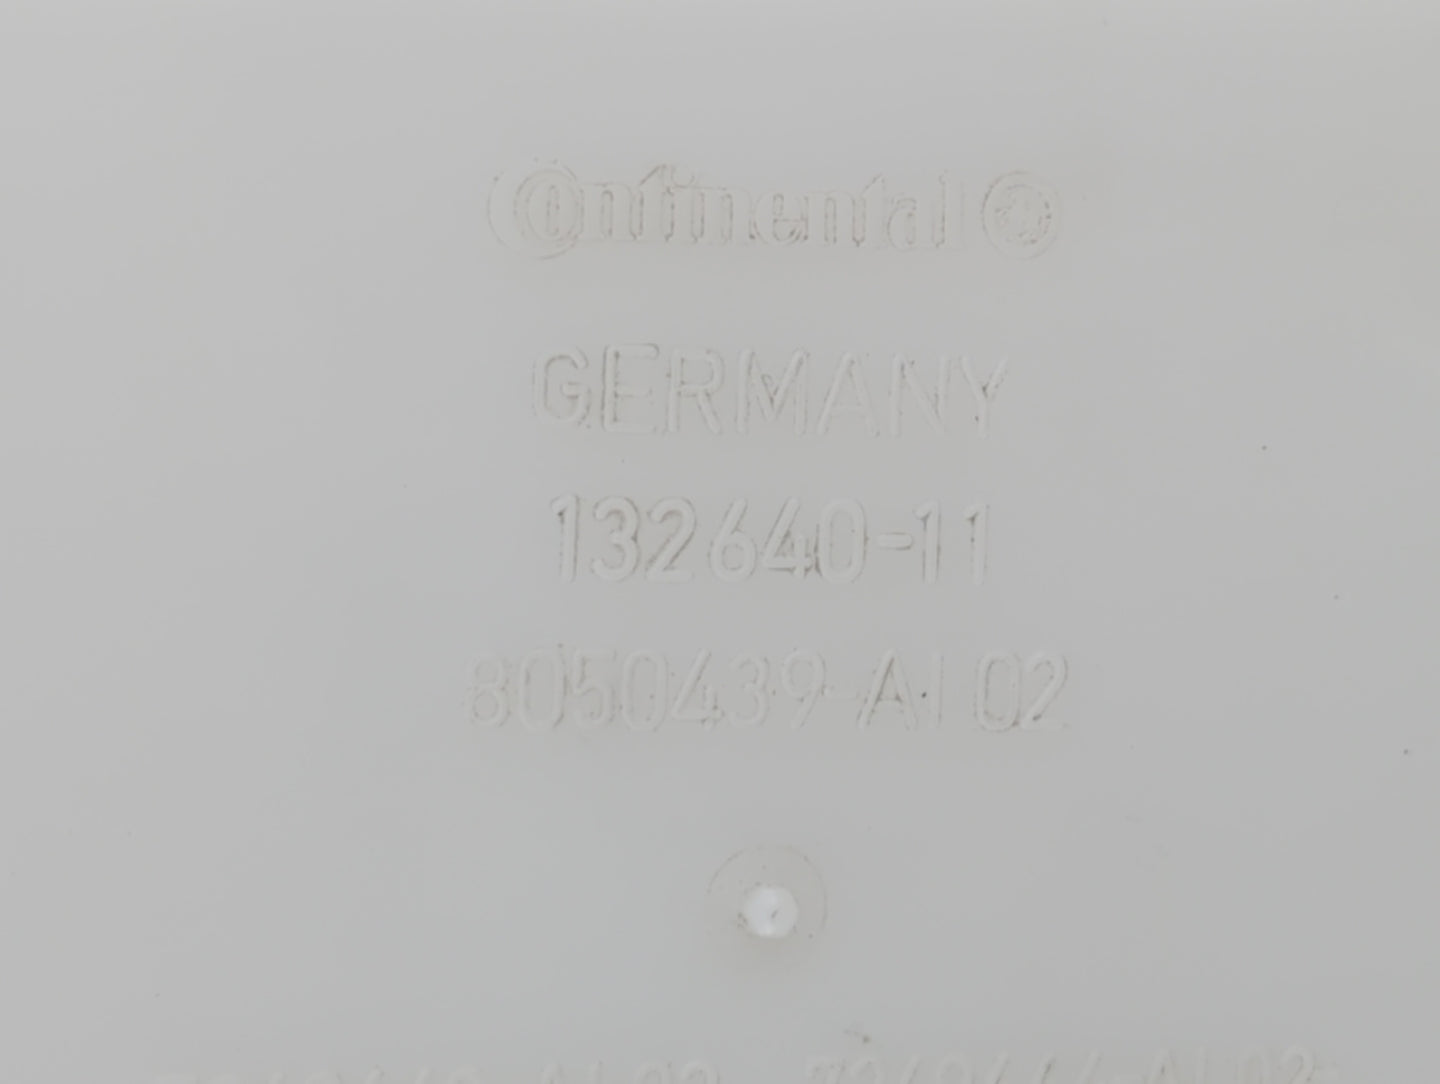 Continental
GERMANY
132640-11
8050439-AI 02